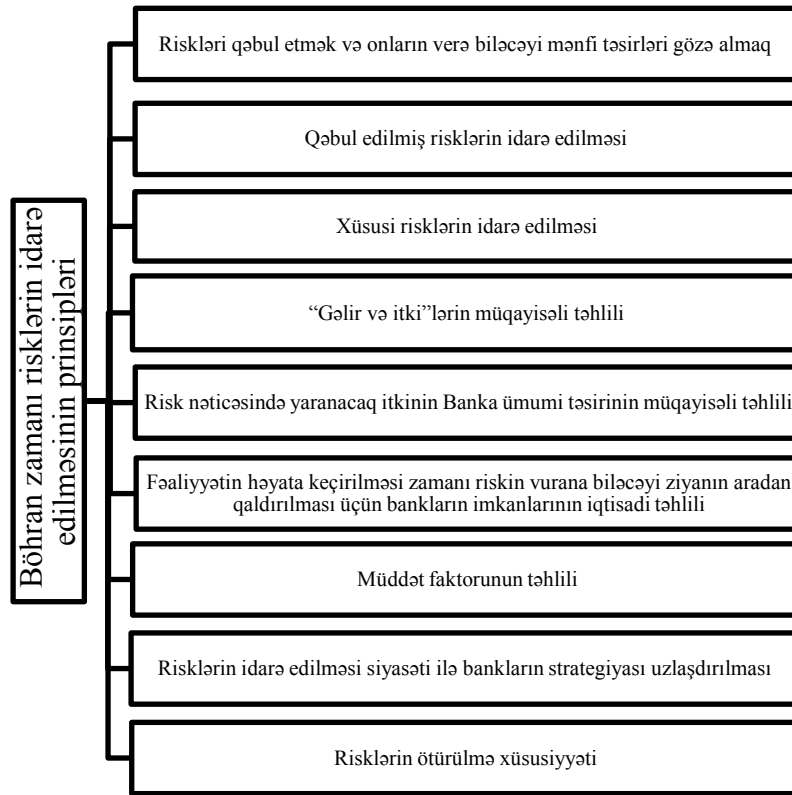 Böhran zamanı risklərin idarə
edilməsinin prinsipləri
Riskləri qəbul etmək və onların verə biləcəyi mənfi təsirləri gözə almaq
Qəbul edilmiş risklərin idarə edilməsi
Xüsusi risklərin idarə edilməsi
“Gəlir və itki”lərin müqayisəli təhlili
Risk nəticəsində yaranacaq itkinin Banka ümumi təsirinin müqayisəli təhlili
Fəaliyyətin həyata keçirilməsi zamanı riskin vurana biləcəyi ziyanın aradan
qaldırılması üçün bankların imkanlarının iqtisadi təhlili
Müddət faktorunun təhlili
Risklərin idarə edilməsi siyasəti ilə bankların strategiyası uzlaşdırılması
Risklərin ötürülmə xüsusiyyəti